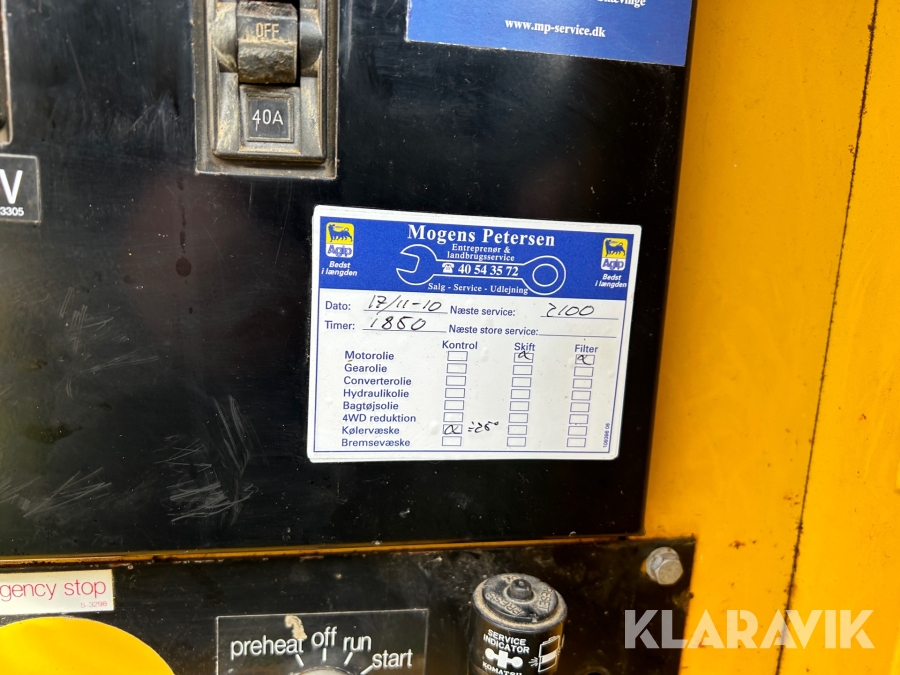 www.mp-service.dk
OFF
40A
V
3305
Mogens Petersen
Entreprenør &
landbrugsservice
☎ 40 54 35 72
Salg - Service - Udlejning
Agip
Bedst
i længden
Agip
Bedst
i længden
Dato: 17/11-10 Næste service: 2100
Timer: 1850 Næste store service:
Kontrol Skift Filter
Motorolie
Gearolie
Converterolie
Hydraulikolie
Bagtøjsolie
4WD reduktion
Kølervæske ÷25°
Bremsevæske
gency stop
S-3298
preheat off run start
SERVICE
INDICATOR
KOMATSU
KLARAVIK